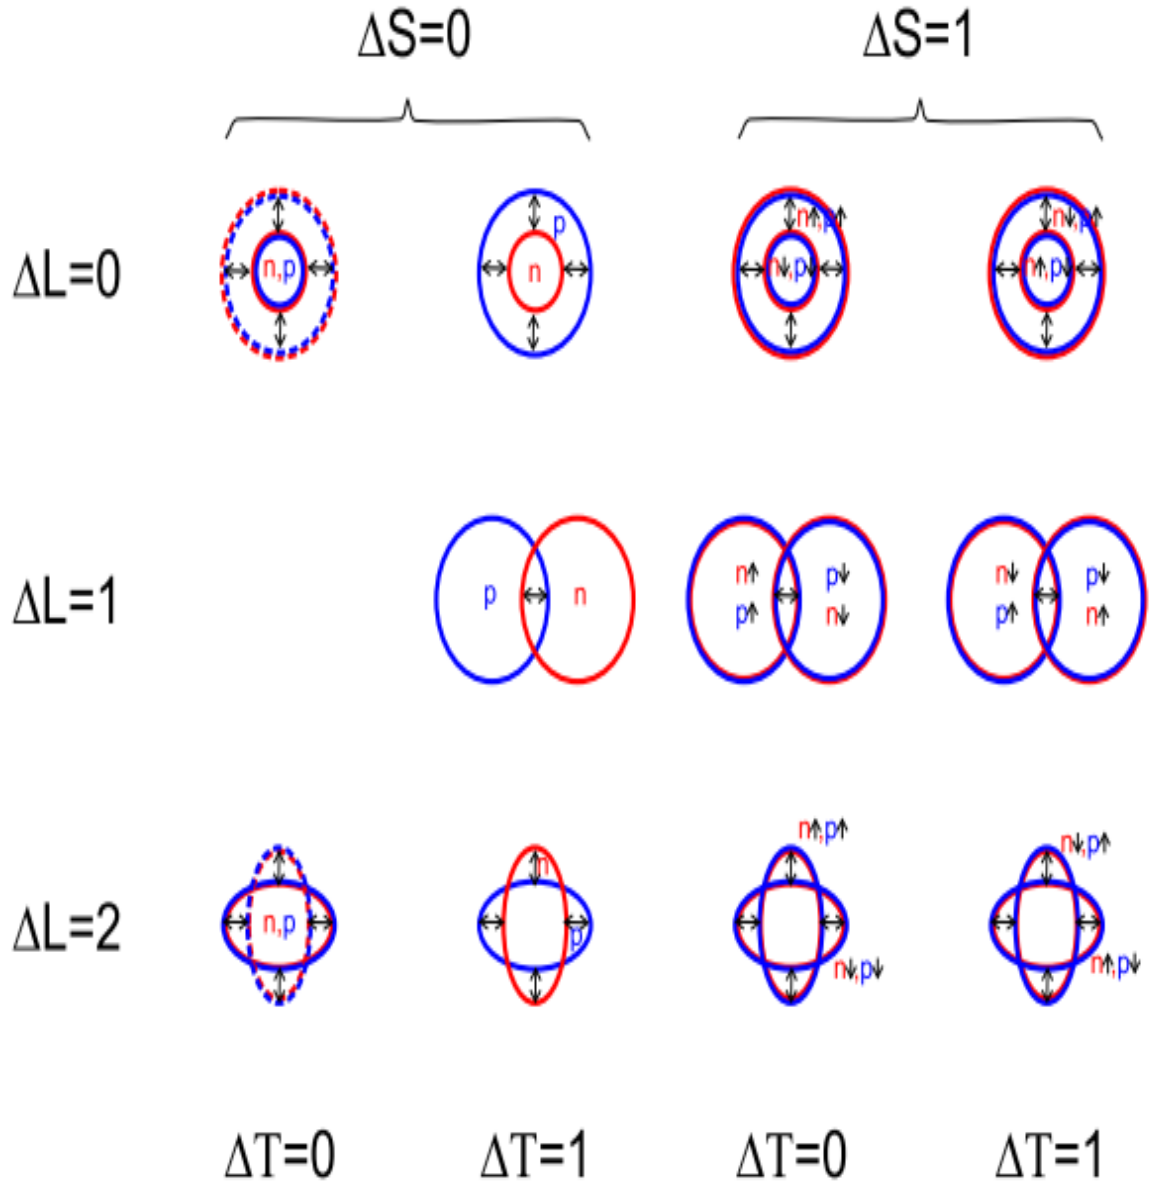 ΔS=0 ΔS=1
n↑,p↑ n↓,p↑
p
ΔL=0 n,p n n↓,p↓ n↑,p↓
n↑ p↓ n↓ p↓
ΔL=1 p n
p↑ n↓ p↑ n↑
n↑,p↑
n n↓,p↑
ΔL=2 n,p
p
n↓,p↓ n↑,p↓
ΔT=0 ΔT=1 ΔT=0 ΔT=1